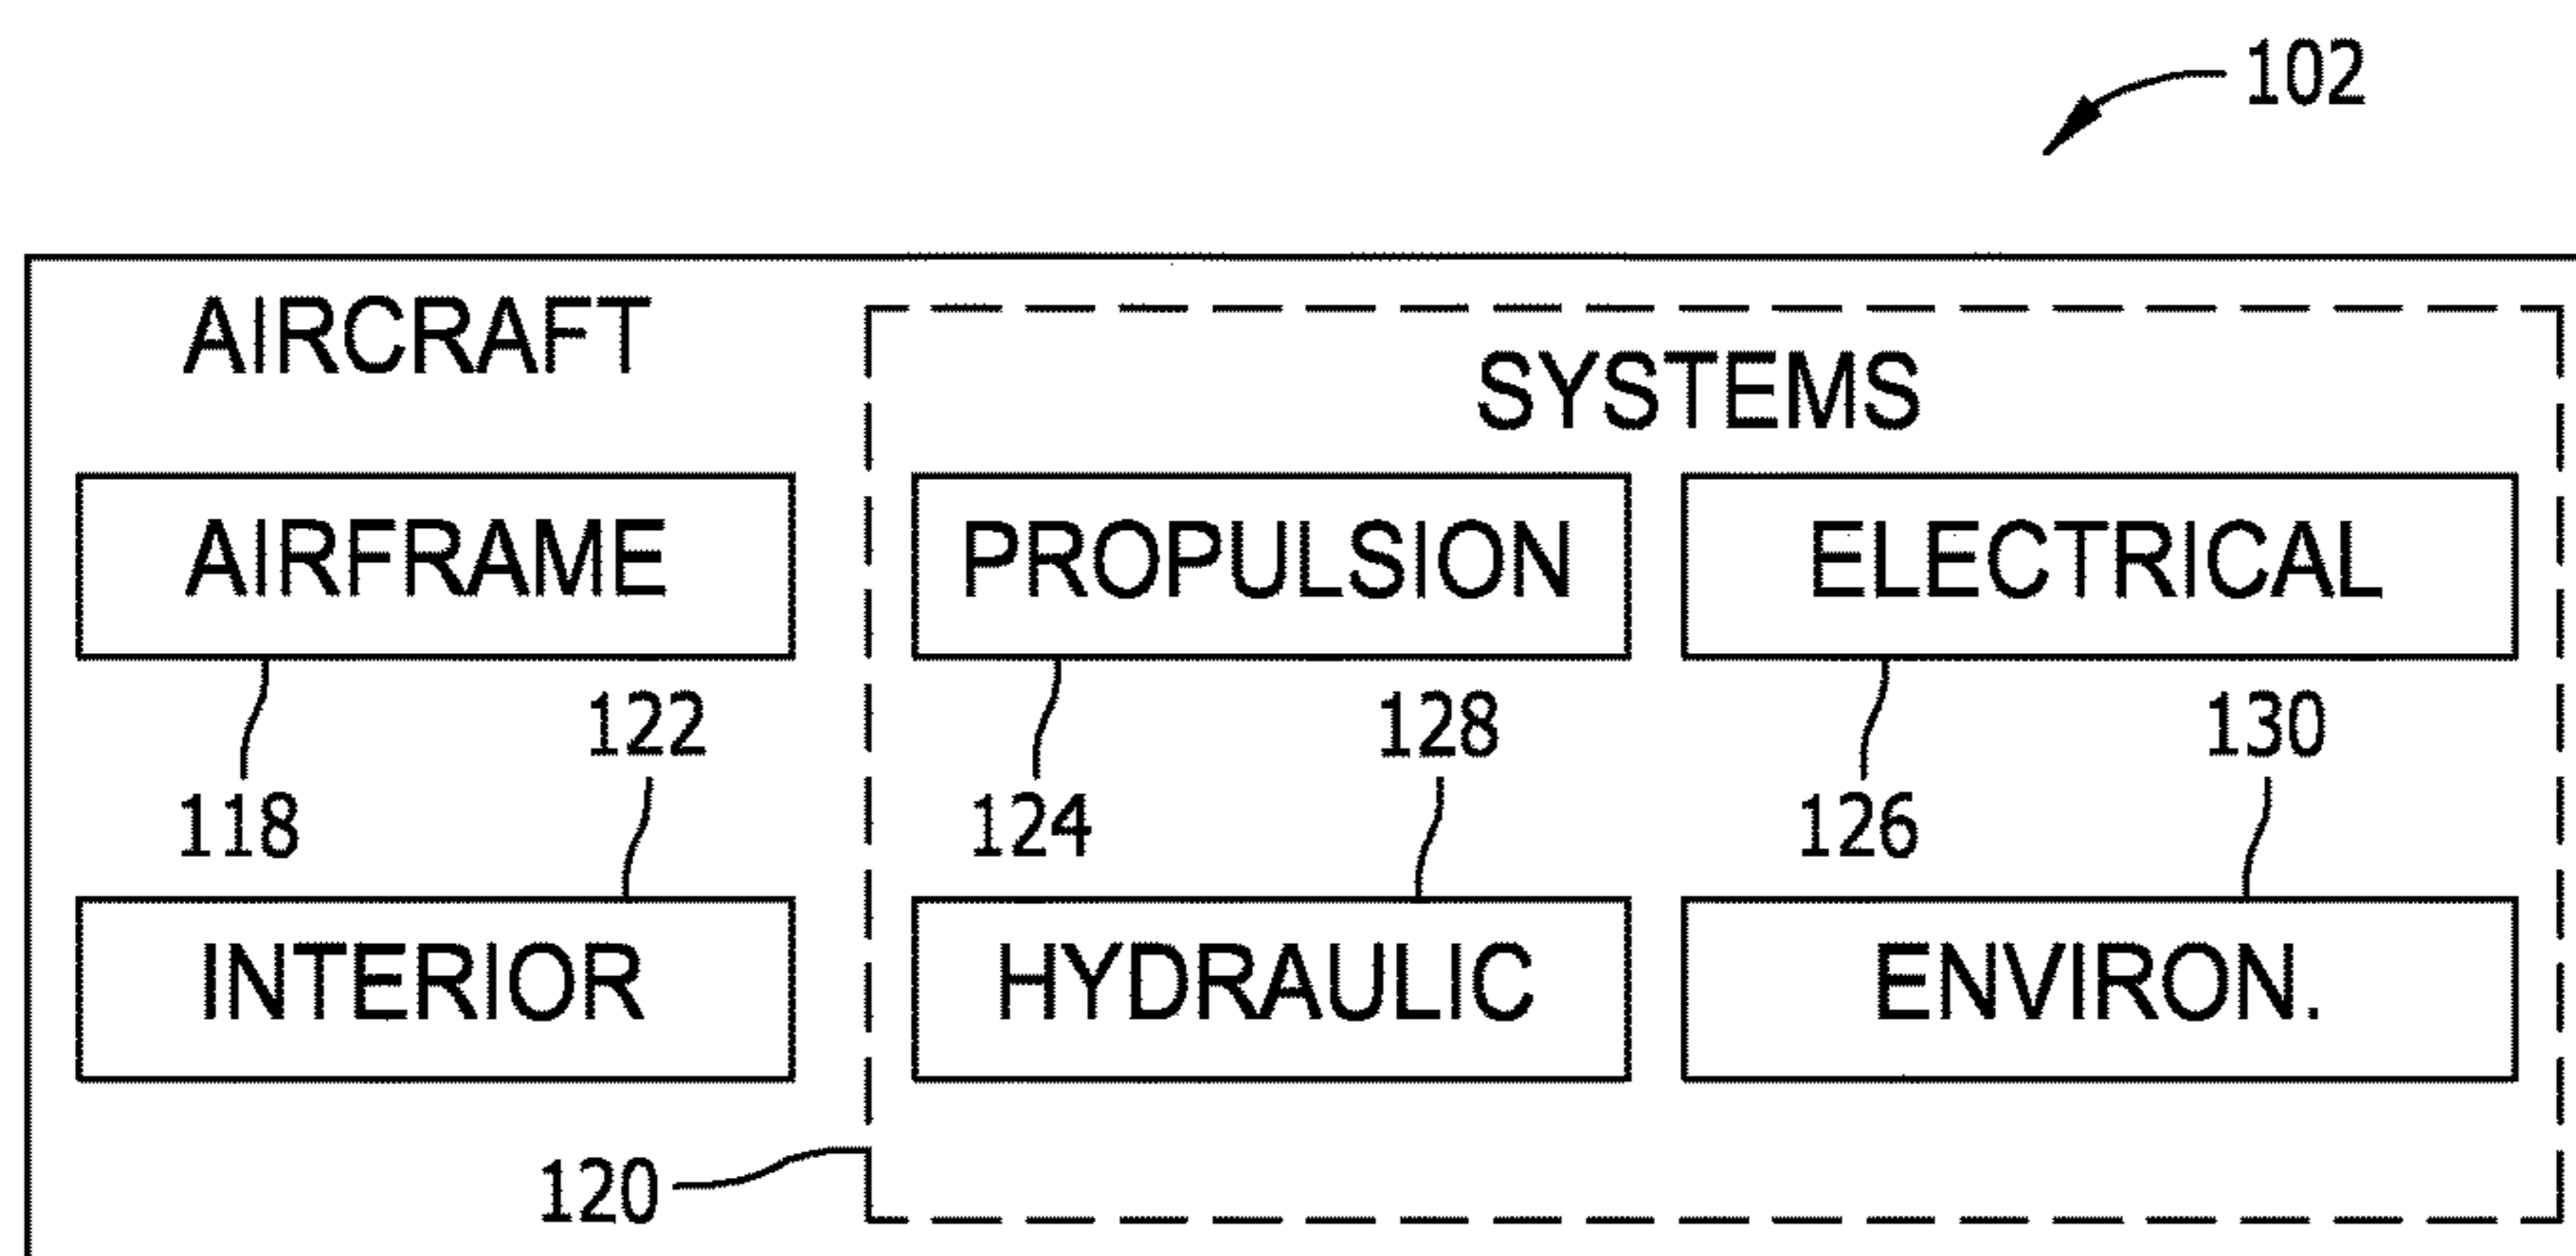 102
AIRCRAFT
SYSTEMS
AIRFRAME
PROPULSION
ELECTRICAL
122
128
130
118
124
126
INTERIOR
HYDRAULIC
ENVIRON.
120